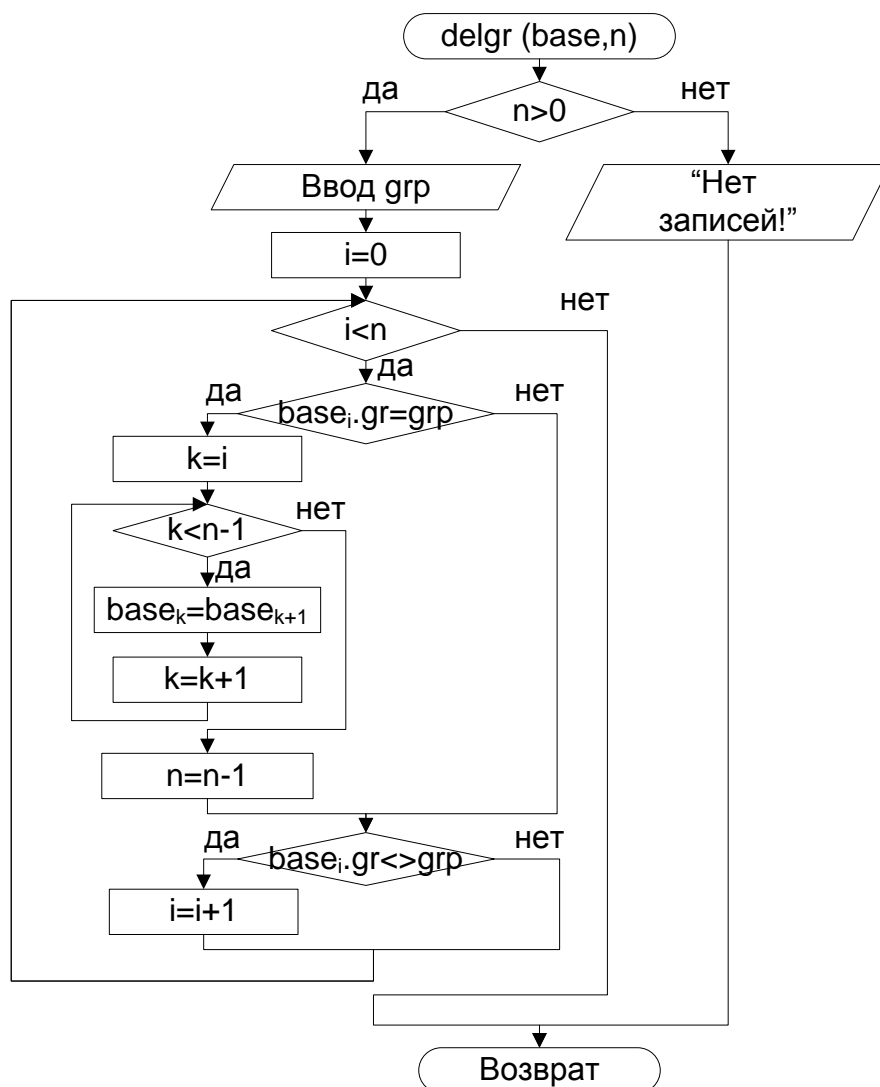 delgr (base,n)
да
n>0
нет
Ввод grp
“Нет
записей!”
i=0
i<n
нет
да
да
baseᵢ.gr=grp
нет
k=i
k<n-1
нет
да
baseₖ=baseₖ₊₁
k=k+1
n=n-1
да
baseᵢ.gr<>grp
нет
i=i+1
Возврат